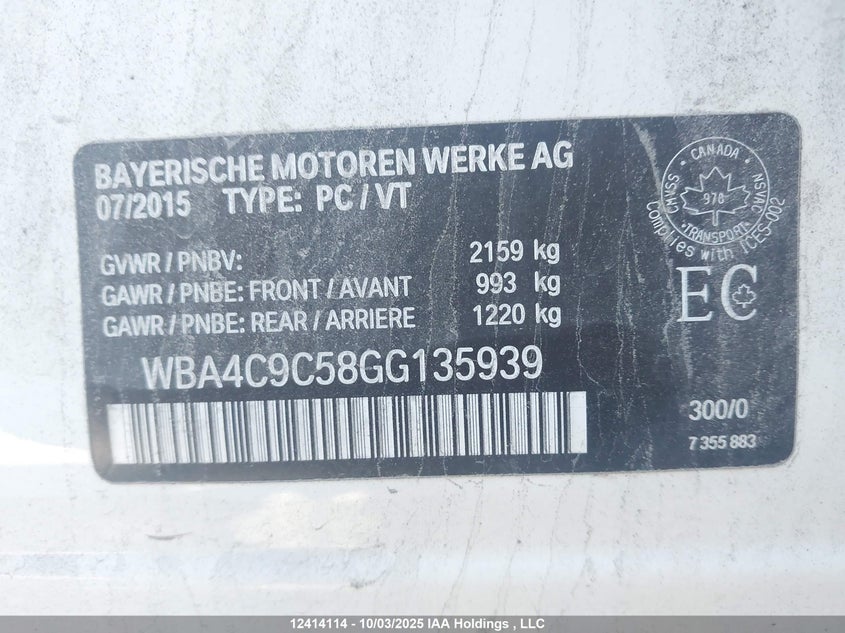 BAYERISCHE MOTOREN WERKE AG
07/2015 TYPE: PC / VT
GVWR / PNBV: 2159 kg
GAWR / PNBE: FRONT / AVANT 993 kg
GAWR / PNBE: REAR / ARRIERE 1220 kg
WBA4C9C58GG135939
CANADA
CMVSS
NSVAC
978
TRANSPORT
Complies with ICES-002
EC
300/0
7 355 883
12414114 - 10/03/2025 IAA Holdings , LLC